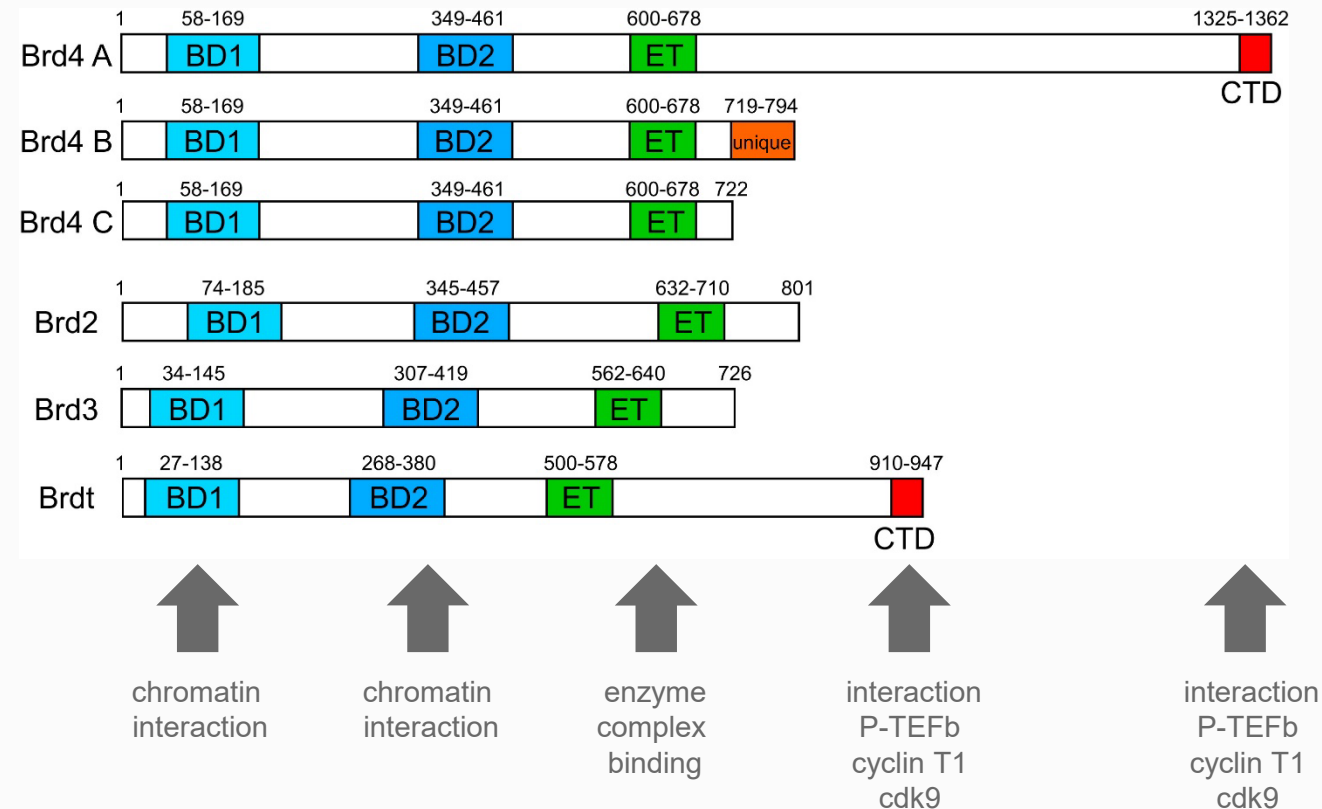 1 58-169 349-461 600-678 1325-1362
Brd4 A BD1 BD2 ET
CTD
1 58-169 349-461 600-678 719-794
Brd4 B BD1 BD2 ET unique
1 58-169 349-461 600-678 722
Brd4 C BD1 BD2 ET
1 74-185 345-457 632-710 801
Brd2 BD1 BD2 ET
1 34-145 307-419 562-640 726
Brd3 BD1 BD2 ET
1 27-138 268-380 500-578 910-947
Brdt BD1 BD2 ET
CTD
chromatin
interaction
chromatin
interaction
enzyme
complex
binding
interaction
P-TEFb
cyclin T1
cdk9
interaction
P-TEFb
cyclin T1
cdk9